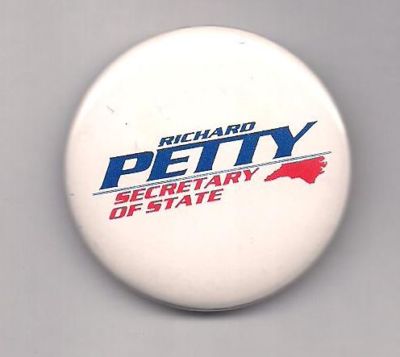 RICHARD
PETTY
SECRETARY
OF STATE